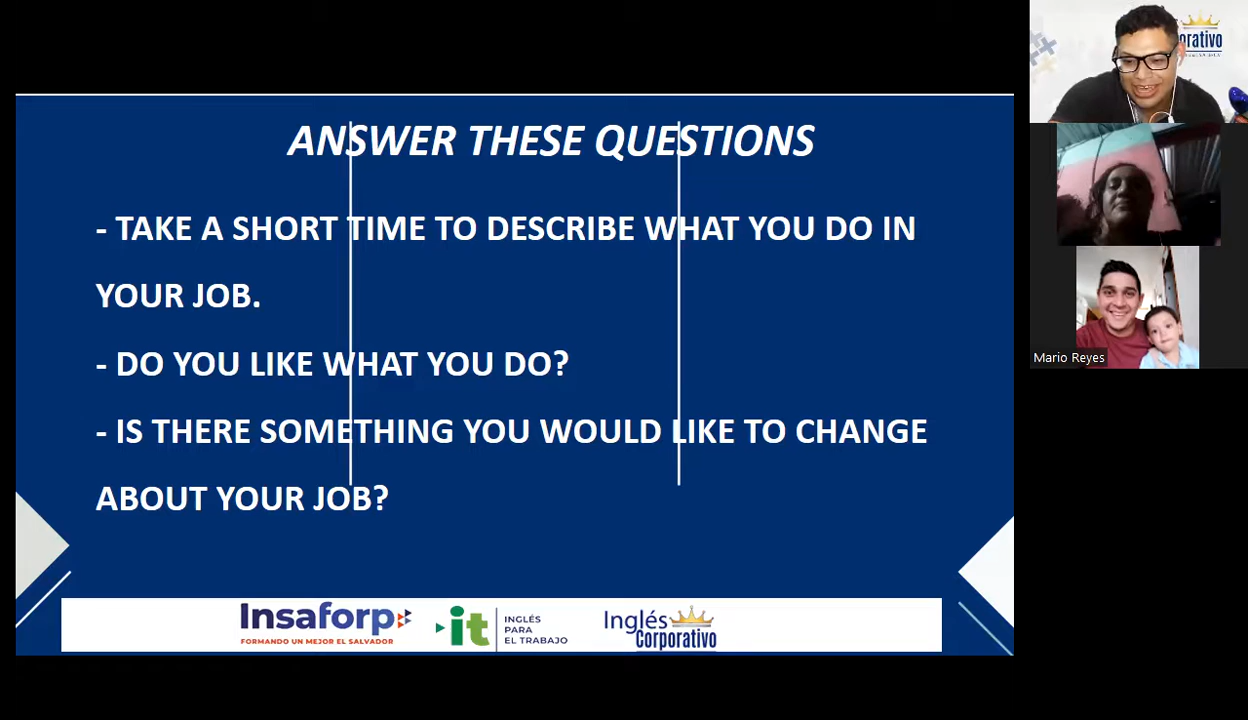 ANSWER THESE QUESTIONS
- TAKE A SHORT TIME TO DESCRIBE WHAT YOU DO IN
YOUR JOB.
- DO YOU LIKE WHAT YOU DO?
- IS THERE SOMETHING YOU WOULD LIKE TO CHANGE
ABOUT YOUR JOB?
Insaforp
FORMANDO UN MEJOR EL SALVADOR
it
INGLÉS
PARA
EL TRABAJO
Inglés
Corporativo
orativo
Mario Reyes